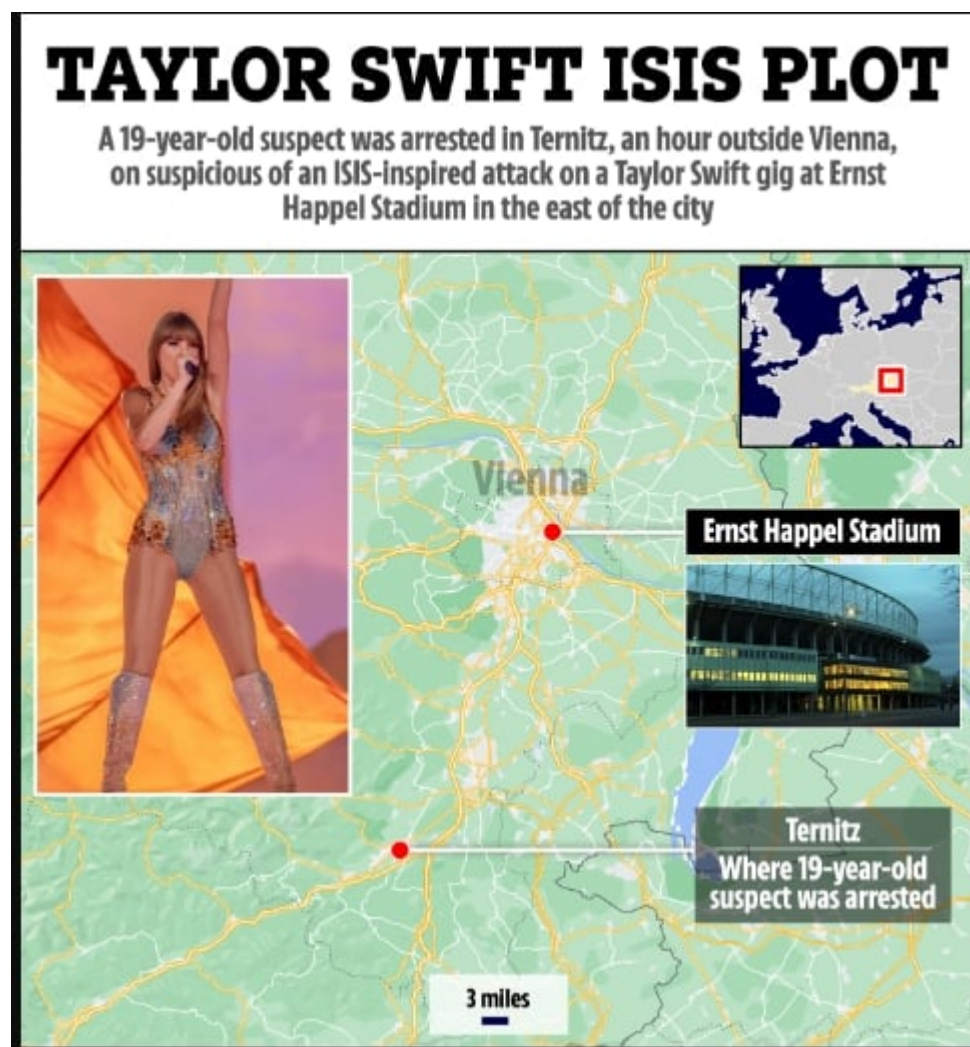 TAYLOR SWIFT ISIS PLOT
A 19-year-old suspect was arrested in Ternitz, an hour outside Vienna,
on suspicious of an ISIS-inspired attack on a Taylor Swift gig at Ernst
Happel Stadium in the east of the city
Vienna
Ernst Happel Stadium
Ternitz
Where 19-year-old
suspect was arrested
3 miles